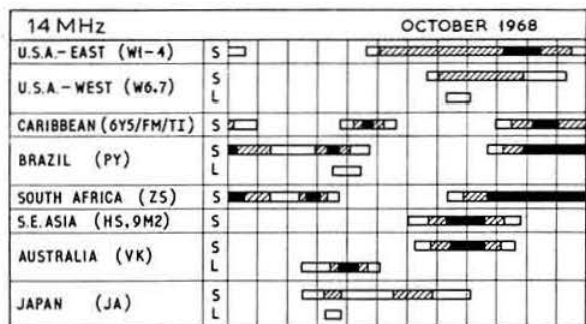 14 MHz OCTOBER 1968
U.S.A.-EAST (W1-4) S
U.S.A.-WEST (W6.7) S
L
CARIBBEAN (6Y5/FM/TI) S
BRAZIL (PY) S
L
SOUTH AFRICA (ZS) S
S.E. ASIA (HS, 9M2) S
AUSTRALIA (VK) S
L
JAPAN (JA) S
L